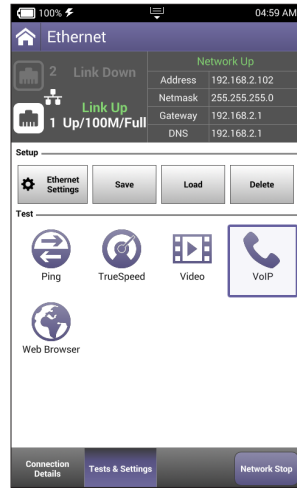 100%
04:59 AM
Ethernet
2 Link Down
Link Up
1 Up/100M/Full
Network Up
Address 192.168.2.102
Netmask 255.255.255.0
Gateway 192.168.2.1
DNS 192.168.2.1
Setup
Ethernet
Settings
Save
Load
Delete
Test
Ping
TrueSpeed
Video
VoIP
Web Browser
Connection
Details
Tests & Settings
Network Stop